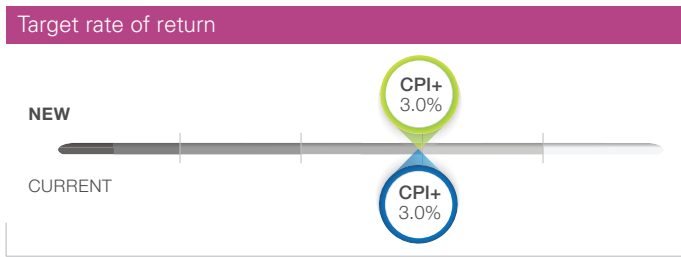 Target rate of return
CPI+
3.0%
NEW
CURRENT
CPI+
3.0%